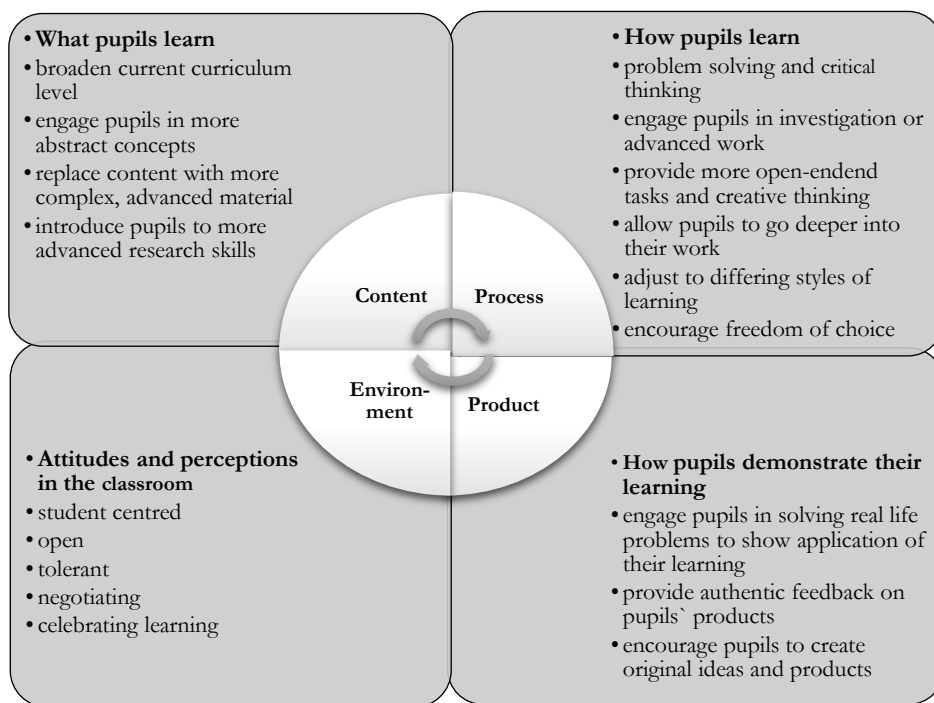 • What pupils learn
• broaden current curriculum
level
• engage pupils in more
abstract concepts
• replace content with more
complex, advanced material
• introduce pupils to more
advanced research skills
• How pupils learn
• problem solving and critical
thinking
• engage pupils in investigation or
advanced work
• provide more open-endend
tasks and creative thinking
• allow pupils to go deeper into
their work
• adjust to differing styles of
learning
• encourage freedom of choice
Content
Process
Environ-
ment
Product
• Attitudes and perceptions
in the classroom
• student centred
• open
• tolerant
• negotiating
• celebrating learning
• How pupils demonstrate their
learning
• engage pupils in solving real life
problems to show application of
their learning
• provide authentic feedback on
pupils` products
• encourage pupils to create
original ideas and products